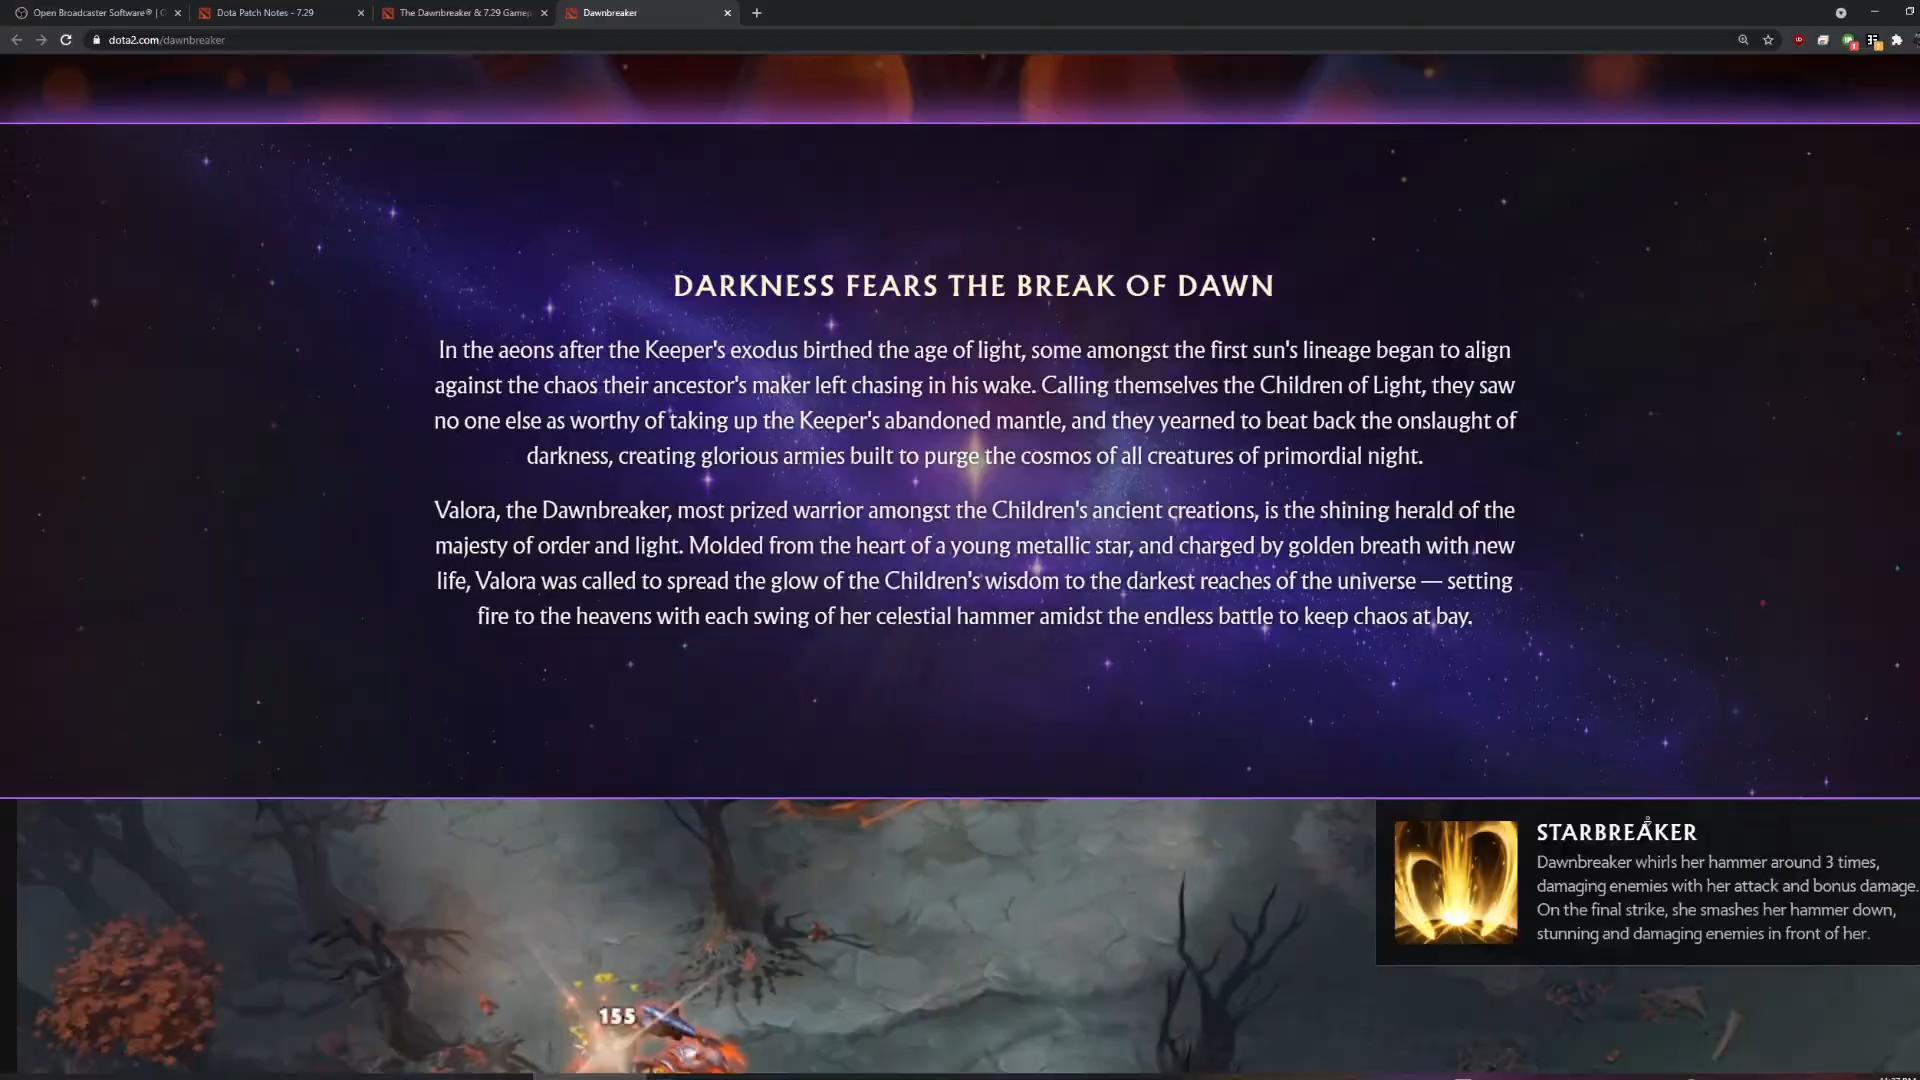 Open Broadcaster Software® |
Dota Patch Notes - 7.29
The Dawnbreaker & 7.29 Gamep
Dawnbreaker
dota2.com/dawnbreaker
DARKNESS FEARS THE BREAK OF DAWN
In the aeons after the Keeper's exodus birthed the age of light, some amongst the first sun's lineage began to align
against the chaos their ancestor's maker left chasing in his wake. Calling themselves the Children of Light, they saw
no one else as worthy of taking up the Keeper's abandoned mantle, and they yearned to beat back the onslaught of
darkness, creating glorious armies built to purge the cosmos of all creatures of primordial night.
Valora, the Dawnbreaker, most prized warrior amongst the Children's ancient creations, is the shining herald of the
majesty of order and light. Molded from the heart of a young metallic star, and charged by golden breath with new
life, Valora was called to spread the glow of the Children's wisdom to the darkest reaches of the universe — setting
fire to the heavens with each swing of her celestial hammer amidst the endless battle to keep chaos at bay.
STARBREAKER
Dawnbreaker whirls her hammer around 3 times,
damaging enemies with her attack and bonus damage.
On the final strike, she smashes her hammer down,
stunning and damaging enemies in front of her.
155